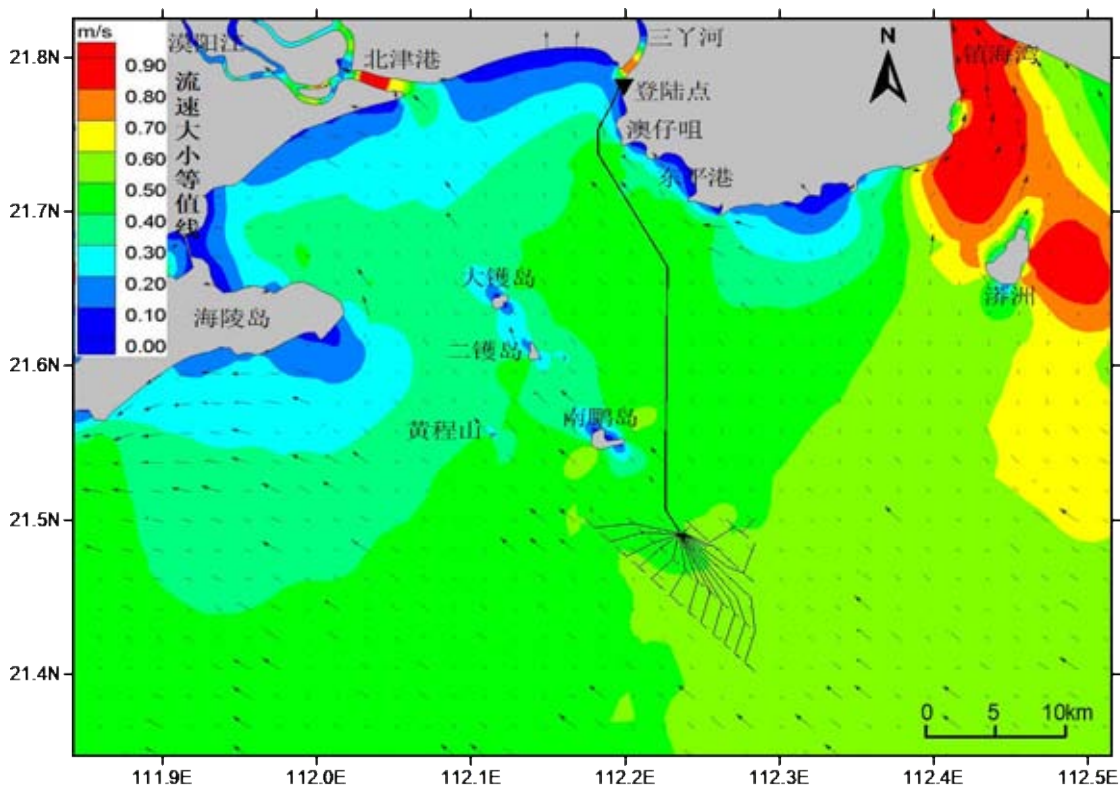 m/s
0.90
0.80
0.70
0.60
0.50
0.40
0.30
0.20
0.10
0.00
流速大小等值线
漠阳江
北津港
三丫河
登陆点
澳仔咀
东平港
镇海湾
N
大镬岛
二镬岛
南鹏岛
黄程山
海陵岛
漭洲
0 5 10km
21.8N
21.7N
21.6N
21.5N
21.4N
111.9E 112.0E 112.1E 112.2E 112.3E 112.4E 112.5E